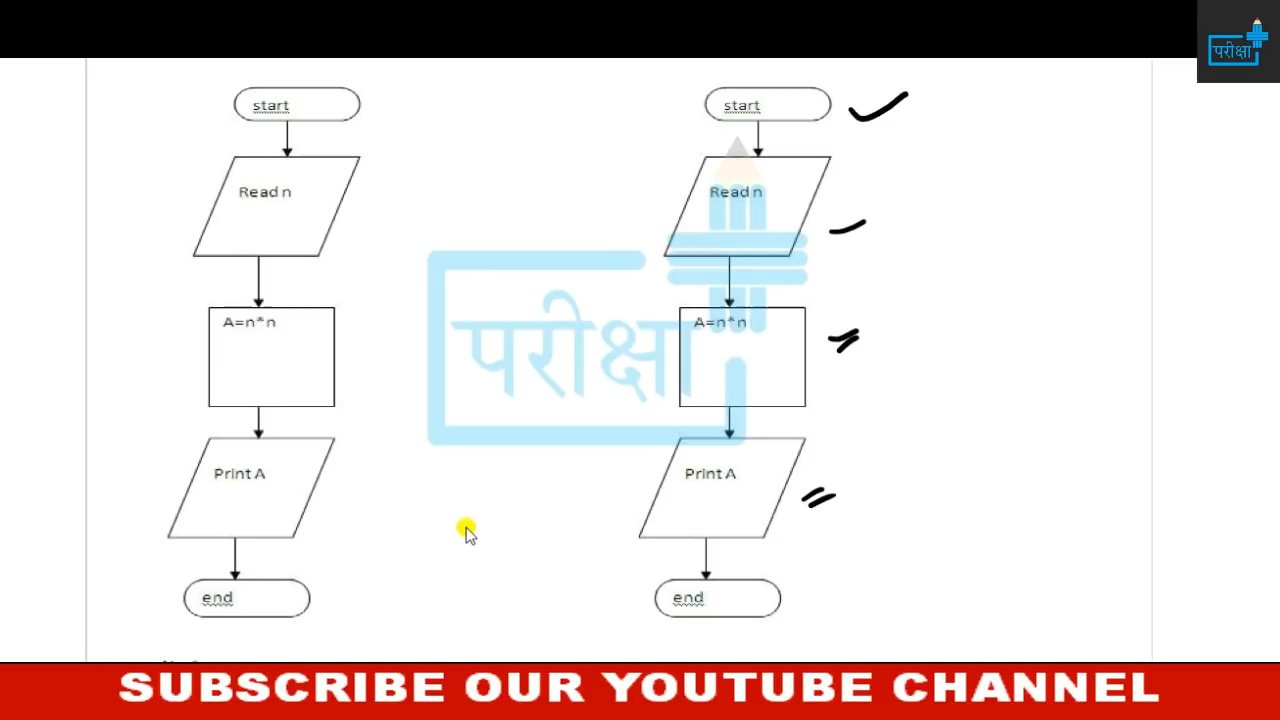 परीक्षा
start
start
Read n
Read n
A=n*n
A=n*n
परीक्षा
Print A
Print A
end
end
SUBSCRIBE OUR YOUTUBE CHANNEL